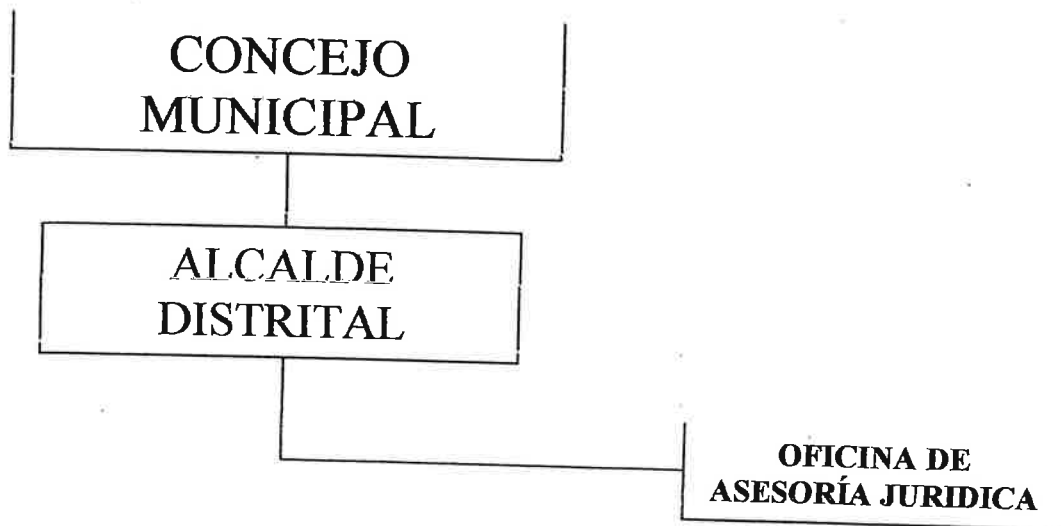 CONCEJO
MUNICIPAL
ALCALDE
DISTRITAL
OFICINA DE
ASESORÍA JURIDICA